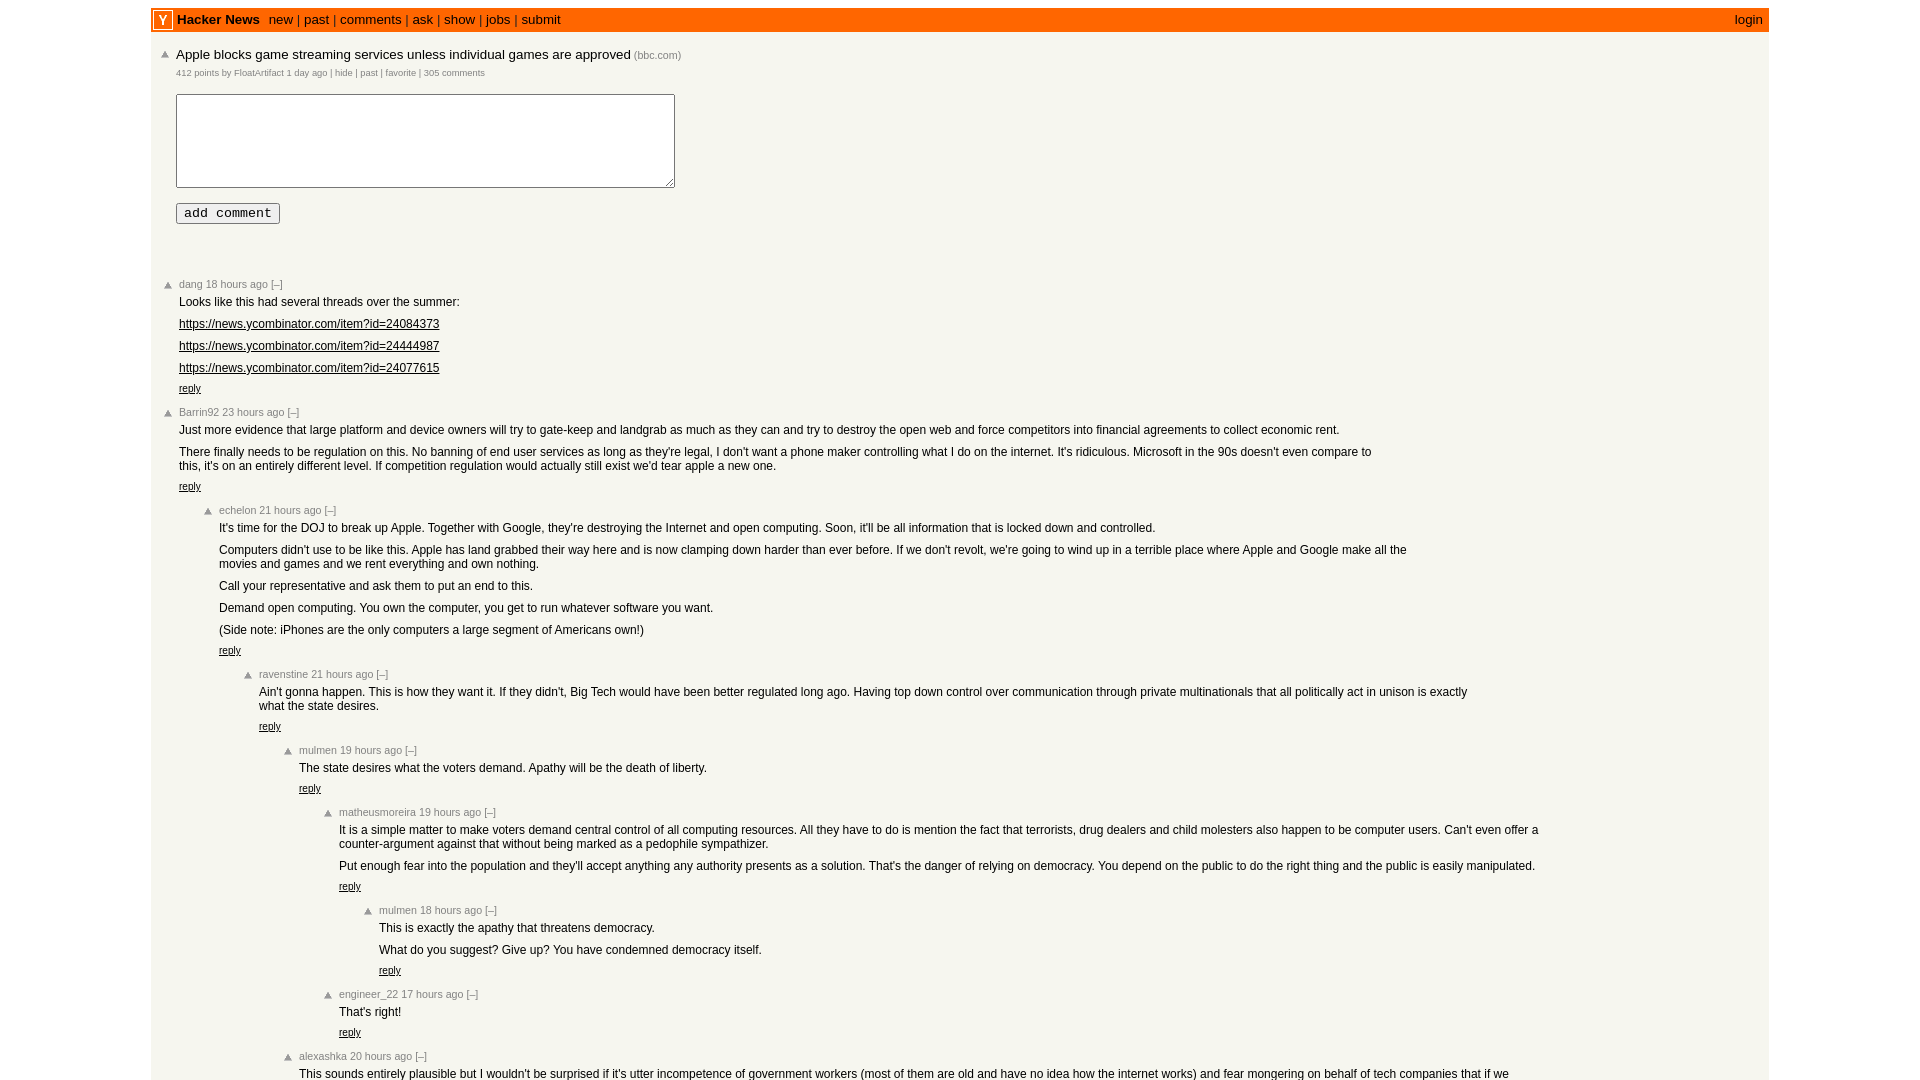 Y Hacker News new | past | comments | ask | show | jobs | submit login
Apple blocks game streaming services unless individual games are approved (bbc.com)
412 points by FloatArtifact 1 day ago | hide | past | favorite | 305 comments
add comment
dang 18 hours ago [–]
Looks like this had several threads over the summer:
https://news.ycombinator.com/item?id=24084373
https://news.ycombinator.com/item?id=24444987
https://news.ycombinator.com/item?id=24077615
reply
Barrin92 23 hours ago [–]
Just more evidence that large platform and device owners will try to gate-keep and landgrab as much as they can and try to destroy the open web and force competitors into financial agreements to collect economic rent.
There finally needs to be regulation on this. No banning of end user services as long as they're legal, I don't want a phone maker controlling what I do on the internet. It's ridiculous. Microsoft in the 90s doesn't even compare to
this, it's on an entirely different level. If competition regulation would actually still exist we'd tear apple a new one.
reply
echelon 21 hours ago [–]
It's time for the DOJ to break up Apple. Together with Google, they're destroying the Internet and open computing. Soon, it'll be all information that is locked down and controlled.
Computers didn't use to be like this. Apple has land grabbed their way here and is now clamping down harder than ever before. If we don't revolt, we're going to wind up in a terrible place where Apple and Google make all the
movies and games and we rent everything and own nothing.
Call your representative and ask them to put an end to this.
Demand open computing. You own the computer, you get to run whatever software you want.
(Side note: iPhones are the only computers a large segment of Americans own!)
reply
ravenstine 21 hours ago [–]
Ain't gonna happen. This is how they want it. If they didn't, Big Tech would have been better regulated long ago. Having top down control over communication through private multinationals that all politically act in unison is exactly
what the state desires.
reply
mulmen 19 hours ago [–]
The state desires what the voters demand. Apathy will be the death of liberty.
reply
matheusmoreira 19 hours ago [–]
It is a simple matter to make voters demand central control of all computing resources. All they have to do is mention the fact that terrorists, drug dealers and child molesters also happen to be computer users. Can't even offer a
counter-argument against that without being marked as a pedophile sympathizer.
Put enough fear into the population and they'll accept anything any authority presents as a solution. That's the danger of relying on democracy. You depend on the public to do the right thing and the public is easily manipulated.
reply
mulmen 18 hours ago [–]
This is exactly the apathy that threatens democracy.
What do you suggest? Give up? You have condemned democracy itself.
reply
engineer_22 17 hours ago [–]
That's right!
reply
alexashka 20 hours ago [–]
This sounds entirely plausible but I wouldn't be surprised if it's utter incompetence of government workers (most of them are old and have no idea how the internet works) and fear mongering on behalf of tech companies that if we